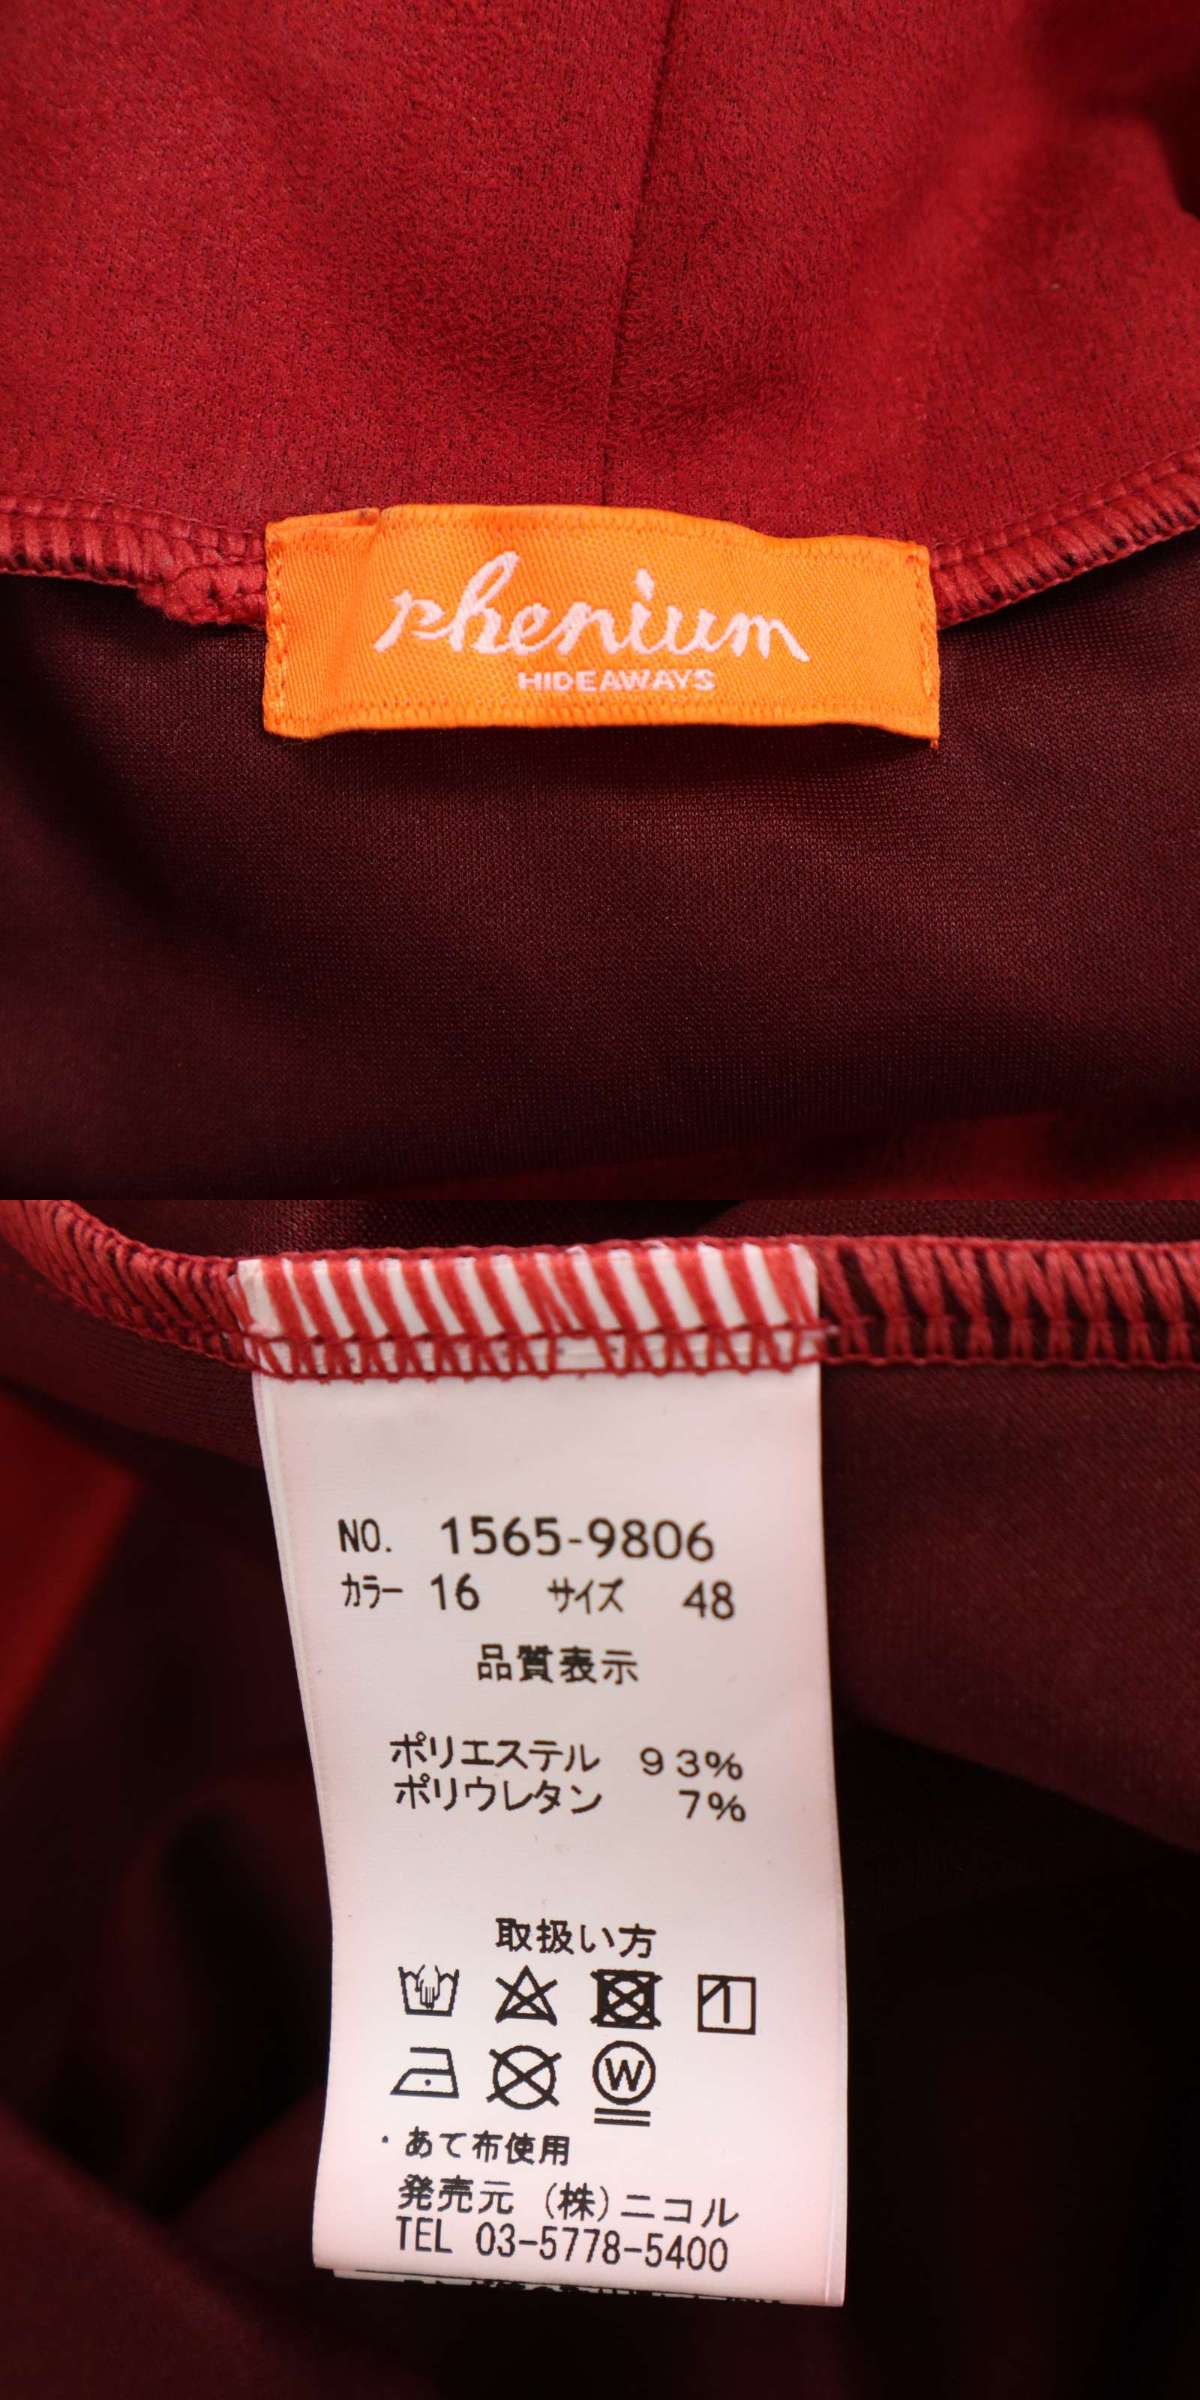 rhenium
HIDEAWAYS
NO. 1565-9806
カラー 16 サイズ 48
品質表示
ポリエステル 93%
ポリウレタン 7%
取扱い方
W
・あて布使用
発売元 (株)ニコル
TEL 03-5778-5400